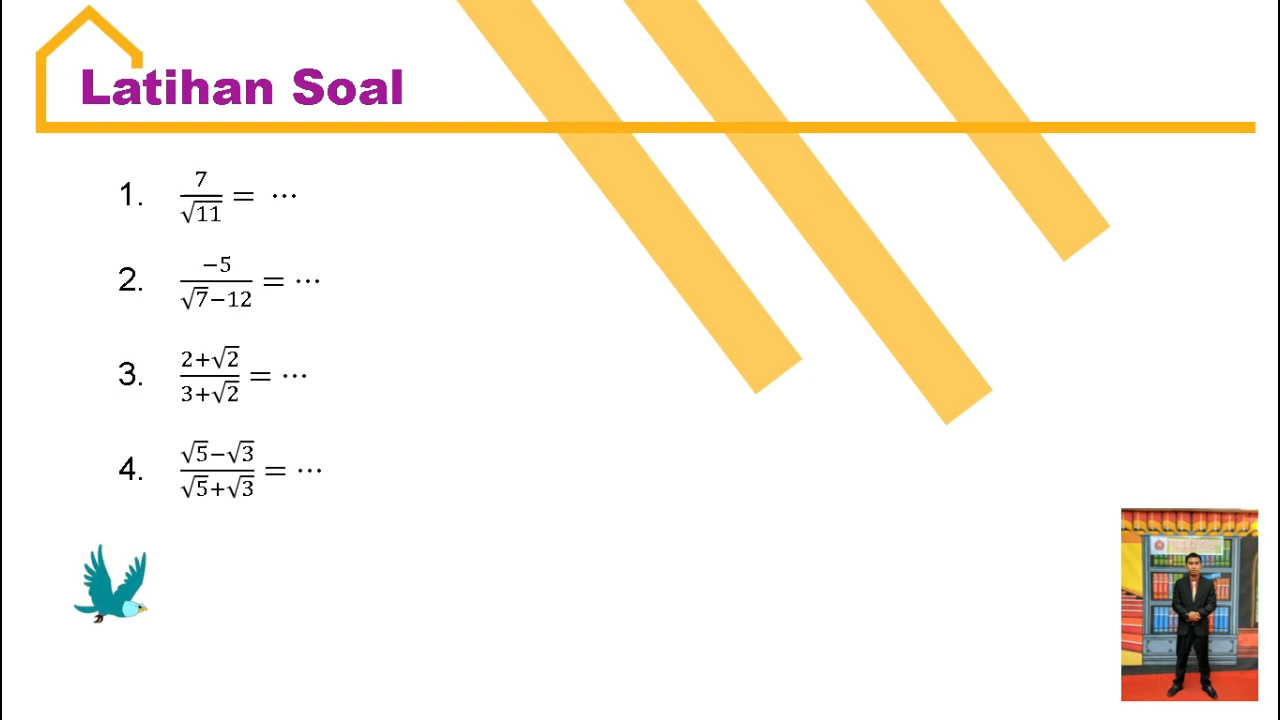 Latihan Soal
1. 7/√11 = ⋯
2. −5/(√7−12) = ⋯
3. (2+√2)/(3+√2) = ⋯
4. (√5−√3)/(√5+√3) = ⋯